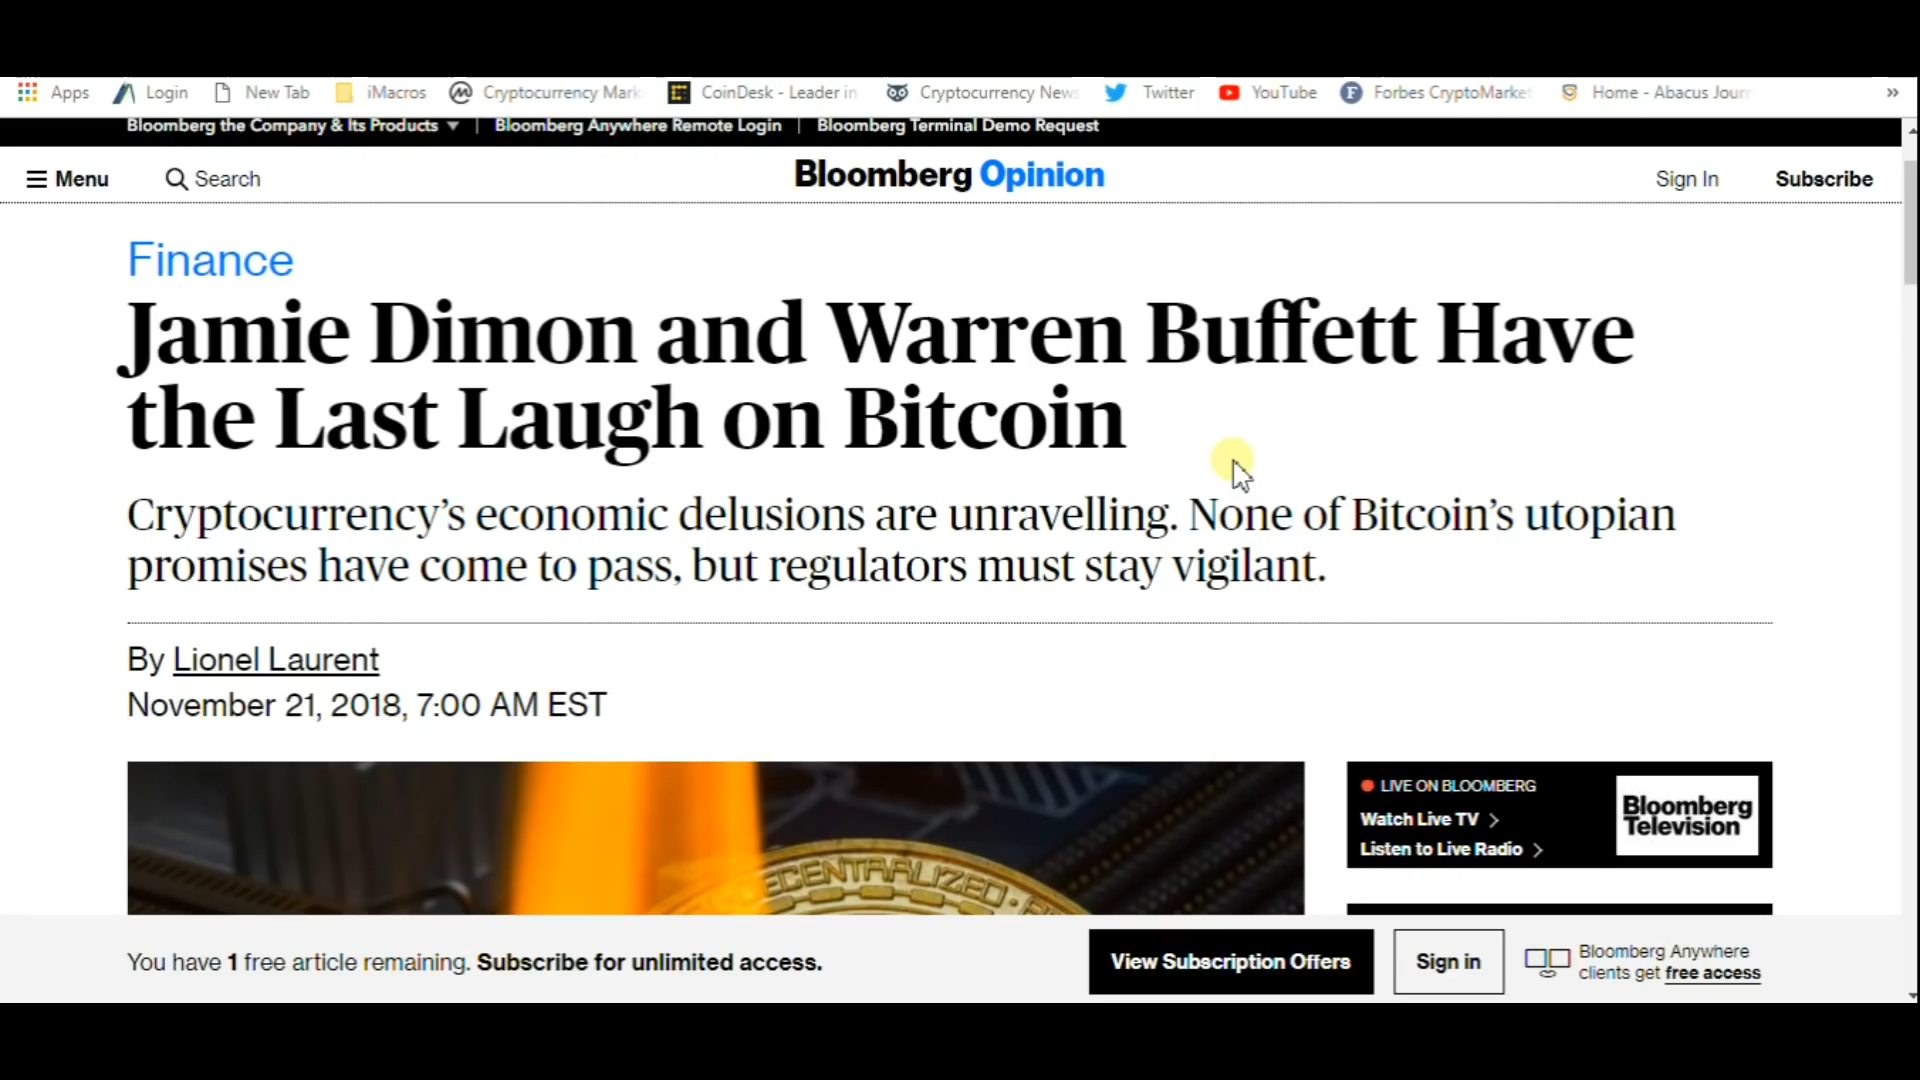 Apps Login New Tab iMacros Cryptocurrency Mark CoinDesk - Leader in Cryptocurrency News Twitter YouTube Forbes CryptoMarket Home - Abacus Journ »
Bloomberg the Company & Its Products | Bloomberg Anywhere Remote Login | Bloomberg Terminal Demo Request
Menu Search Bloomberg Opinion Sign In Subscribe
Finance
Jamie Dimon and Warren Buffett Have
the Last Laugh on Bitcoin
Cryptocurrency’s economic delusions are unravelling. None of Bitcoin’s utopian
promises have come to pass, but regulators must stay vigilant.
By Lionel Laurent
November 21, 2018, 7:00 AM EST
DECENTRALIZED
LIVE ON BLOOMBERG
Watch Live TV
Listen to Live Radio
Bloomberg
Television
You have 1 free article remaining. Subscribe for unlimited access.
View Subscription Offers
Sign in
Bloomberg Anywhere
clients get free access